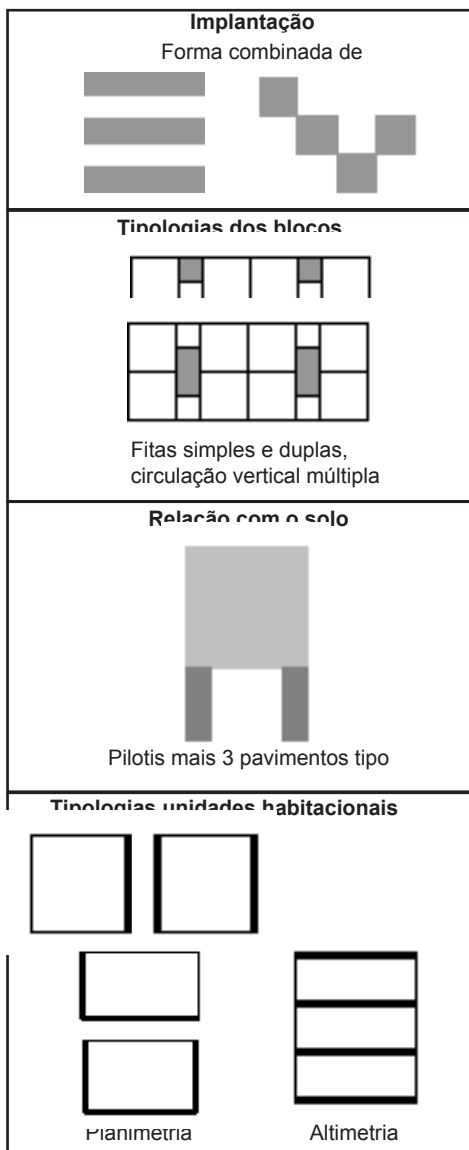 Implantação
Forma combinada de
Tipologias dos blocos
Fitas simples e duplas,
circulação vertical múltipla
Relação com o solo
Pilotis mais 3 pavimentos tipo
Tipologias unidades habitacionais
Planimetria
Altimetria